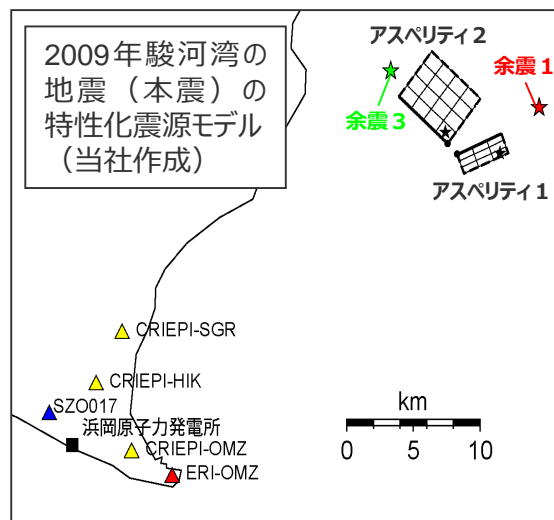 2009年駿河湾の
地震（本震）の
特性化震源モデル
（当社作成）
アスペリティ２
余震１
余震３
アスペリティ１
CRIEPI-SGR
CRIEPI-HIK
SZO017
浜岡原子力発電所
CRIEPI-OMZ
ERI-OMZ
km
0 5 10